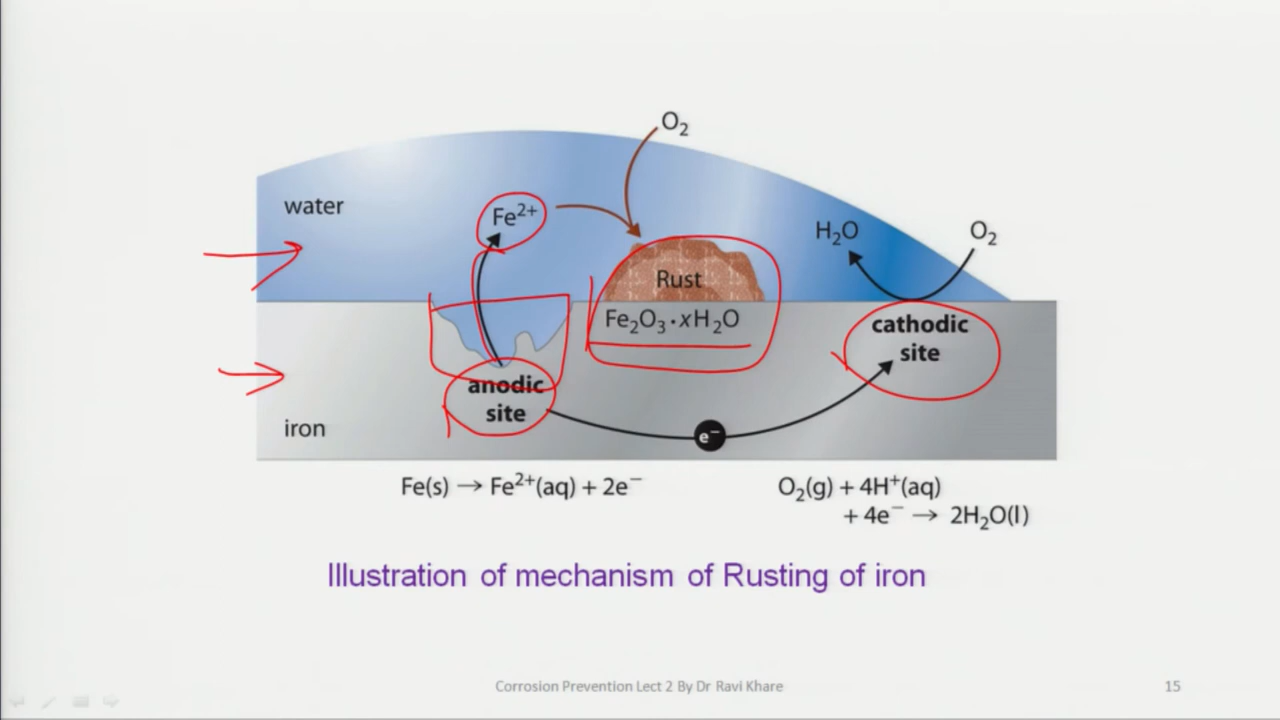 O₂
water
Fe²⁺
H₂O
O₂
Rust
Fe₂O₃·xH₂O
cathodic
site
anodic
site
iron
e⁻
Fe(s) → Fe²⁺(aq) + 2e⁻
O₂(g) + 4H⁺(aq)
+ 4e⁻ → 2H₂O(l)
Illustration of mechanism of Rusting of iron
Corrosion Prevention Lect 2 By Dr Ravi Khare
15